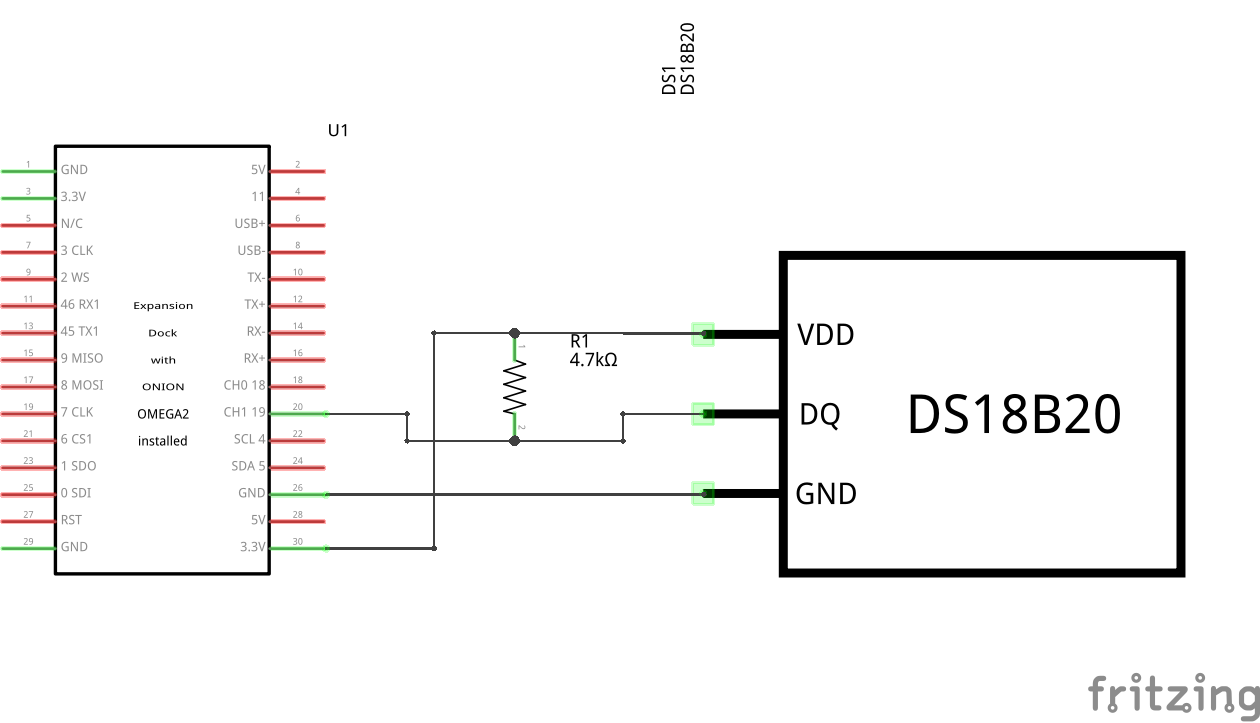 DS1
DS18B20
U1
1 GND 5V 2
3 3.3V 11 4
5 N/C USB+ 6
7 3 CLK USB- 8
9 2 WS TX- 10
11 46 RX1 Expansion TX+ 12
13 45 TX1 Dock RX- 14
15 9 MISO with RX+ 16
17 8 MOSI ONION CH0 18 18
19 7 CLK OMEGA2 CH1 19 20
21 6 CS1 installed SCL 4 22
23 1 SDO SDA 5 24
25 0 SDI GND 26
27 RST 5V 28
29 GND 3.3V 30
1
R1
4.7kΩ
2
VDD
DQ
GND
DS18B20
fritzing